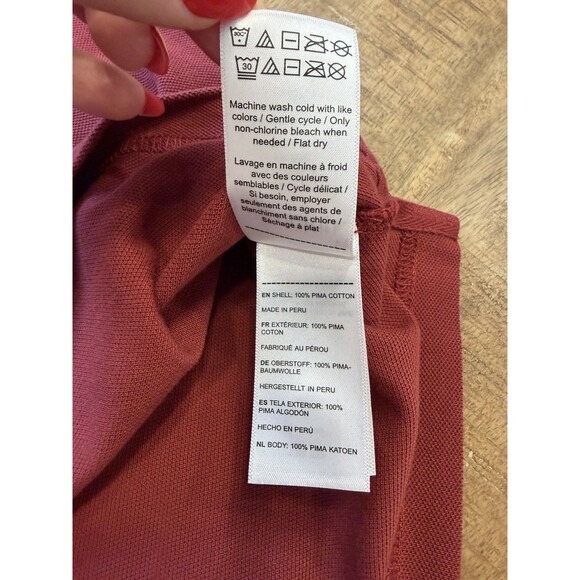 30C°
30
Machine wash cold with like
colors / Gentle cycle / Only
non-chlorine bleach when
needed / Flat dry
Lavage en machine à froid
avec des couleurs
semblables / Cycle délicat /
Si besoin, employer
seulement des agents de
blanchiment sans chlore /
Séchage à plat
EN SHELL: 100% PIMA COTTON
MADE IN PERU
FR EXTÉRIEUR: 100% PIMA
COTON
FABRIQUÉ AU PÉROU
DE OBERSTOFF: 100% PIMA-
BAUMWOLLE
HERGESTELLT IN PERU
ES TELA EXTERIOR: 100%
PIMA ALGODÓN
HECHO EN PERÚ
NL BODY: 100% PIMA KATOEN